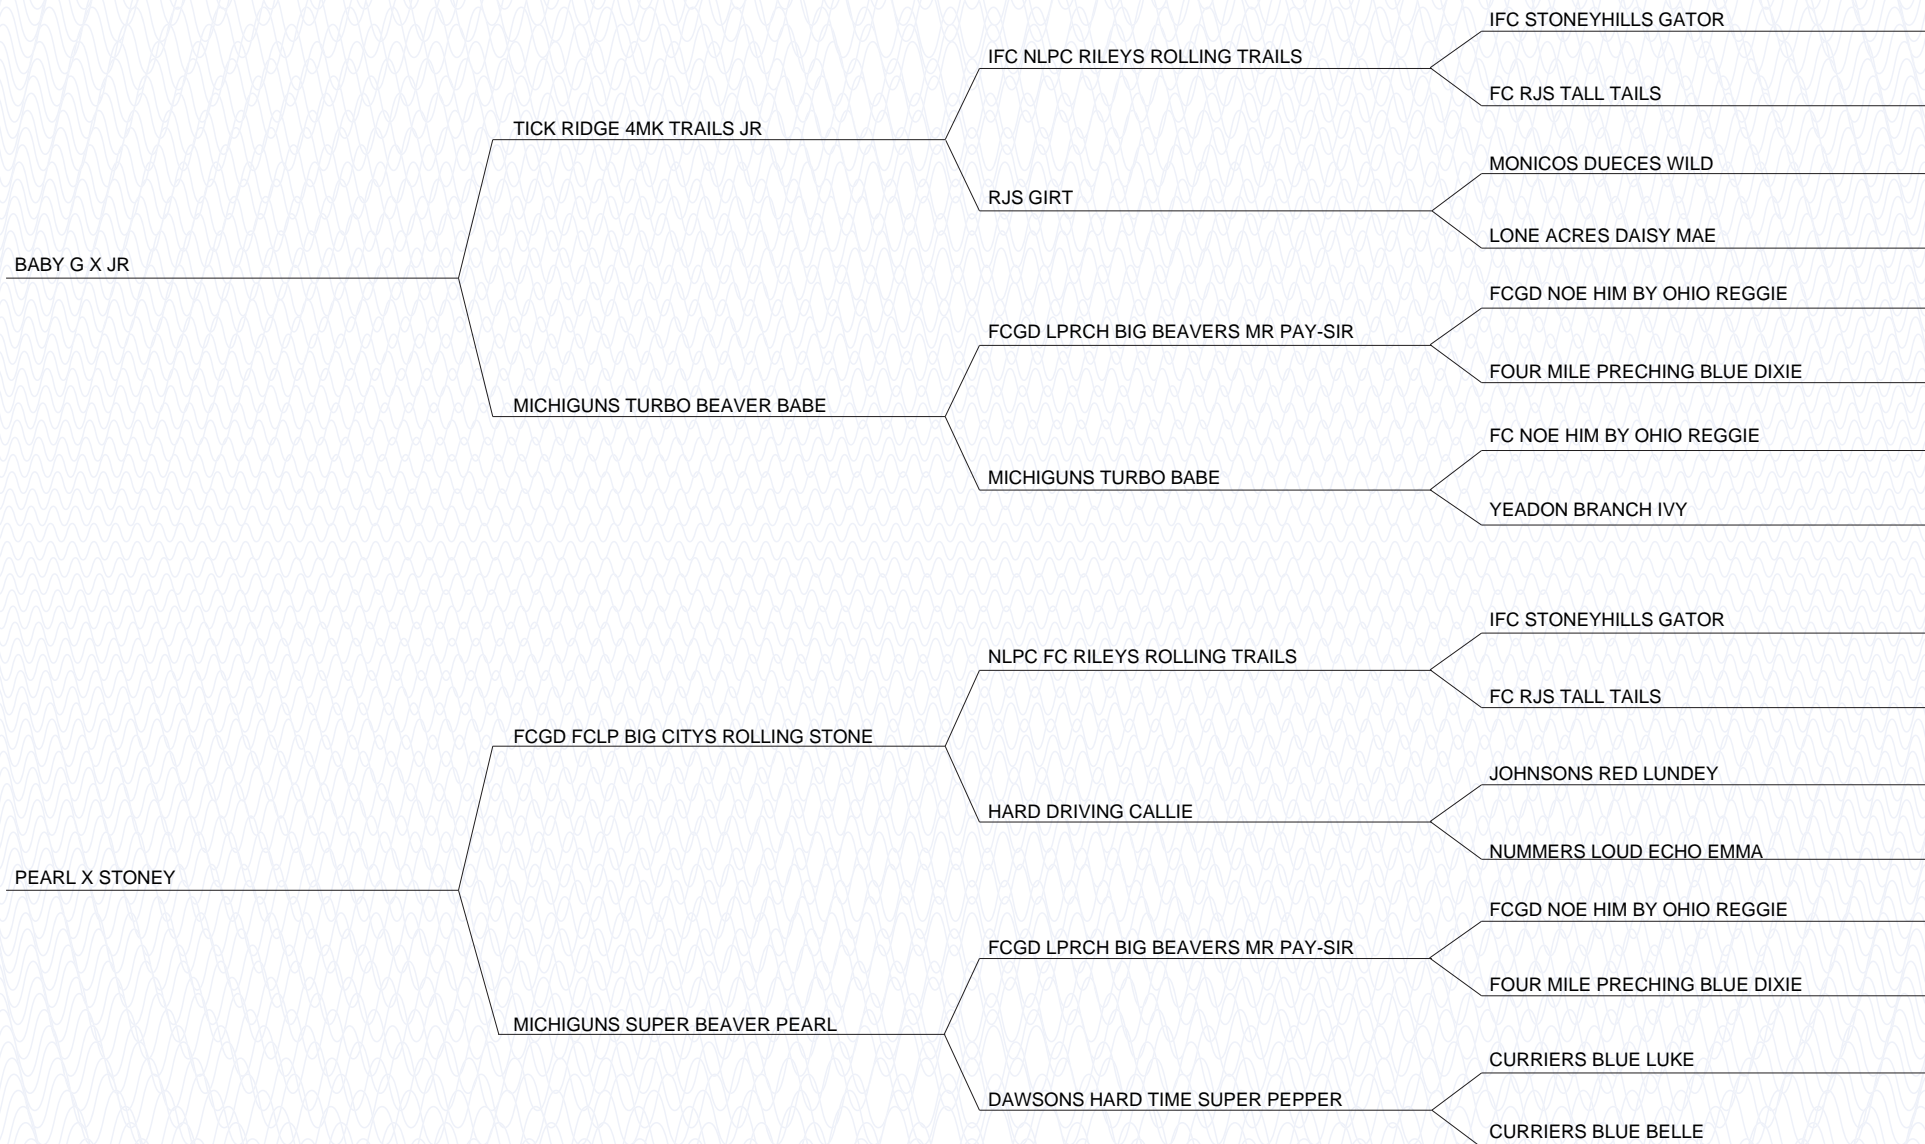 IFC STONEYHILLS GATOR
IFC NLPC RILEYS ROLLING TRAILS
FC RJS TALL TAILS
TICK RIDGE 4MK TRAILS JR
MONICOS DUECES WILD
RJS GIRT
LONE ACRES DAISY MAE
BABY G X JR
FCGD NOE HIM BY OHIO REGGIE
FCGD LPRCH BIG BEAVERS MR PAY-SIR
FOUR MILE PRECHING BLUE DIXIE
MICHIGUNS TURBO BEAVER BABE
FC NOE HIM BY OHIO REGGIE
MICHIGUNS TURBO BABE
YEADON BRANCH IVY
IFC STONEYHILLS GATOR
NLPC FC RILEYS ROLLING TRAILS
FC RJS TALL TAILS
FCGD FCLP BIG CITYS ROLLING STONE
JOHNSONS RED LUNDEY
HARD DRIVING CALLIE
NUMMERS LOUD ECHO EMMA
PEARL X STONEY
FCGD NOE HIM BY OHIO REGGIE
FCGD LPRCH BIG BEAVERS MR PAY-SIR
FOUR MILE PRECHING BLUE DIXIE
MICHIGUNS SUPER BEAVER PEARL
CURRIERS BLUE LUKE
DAWSONS HARD TIME SUPER PEPPER
CURRIERS BLUE BELLE